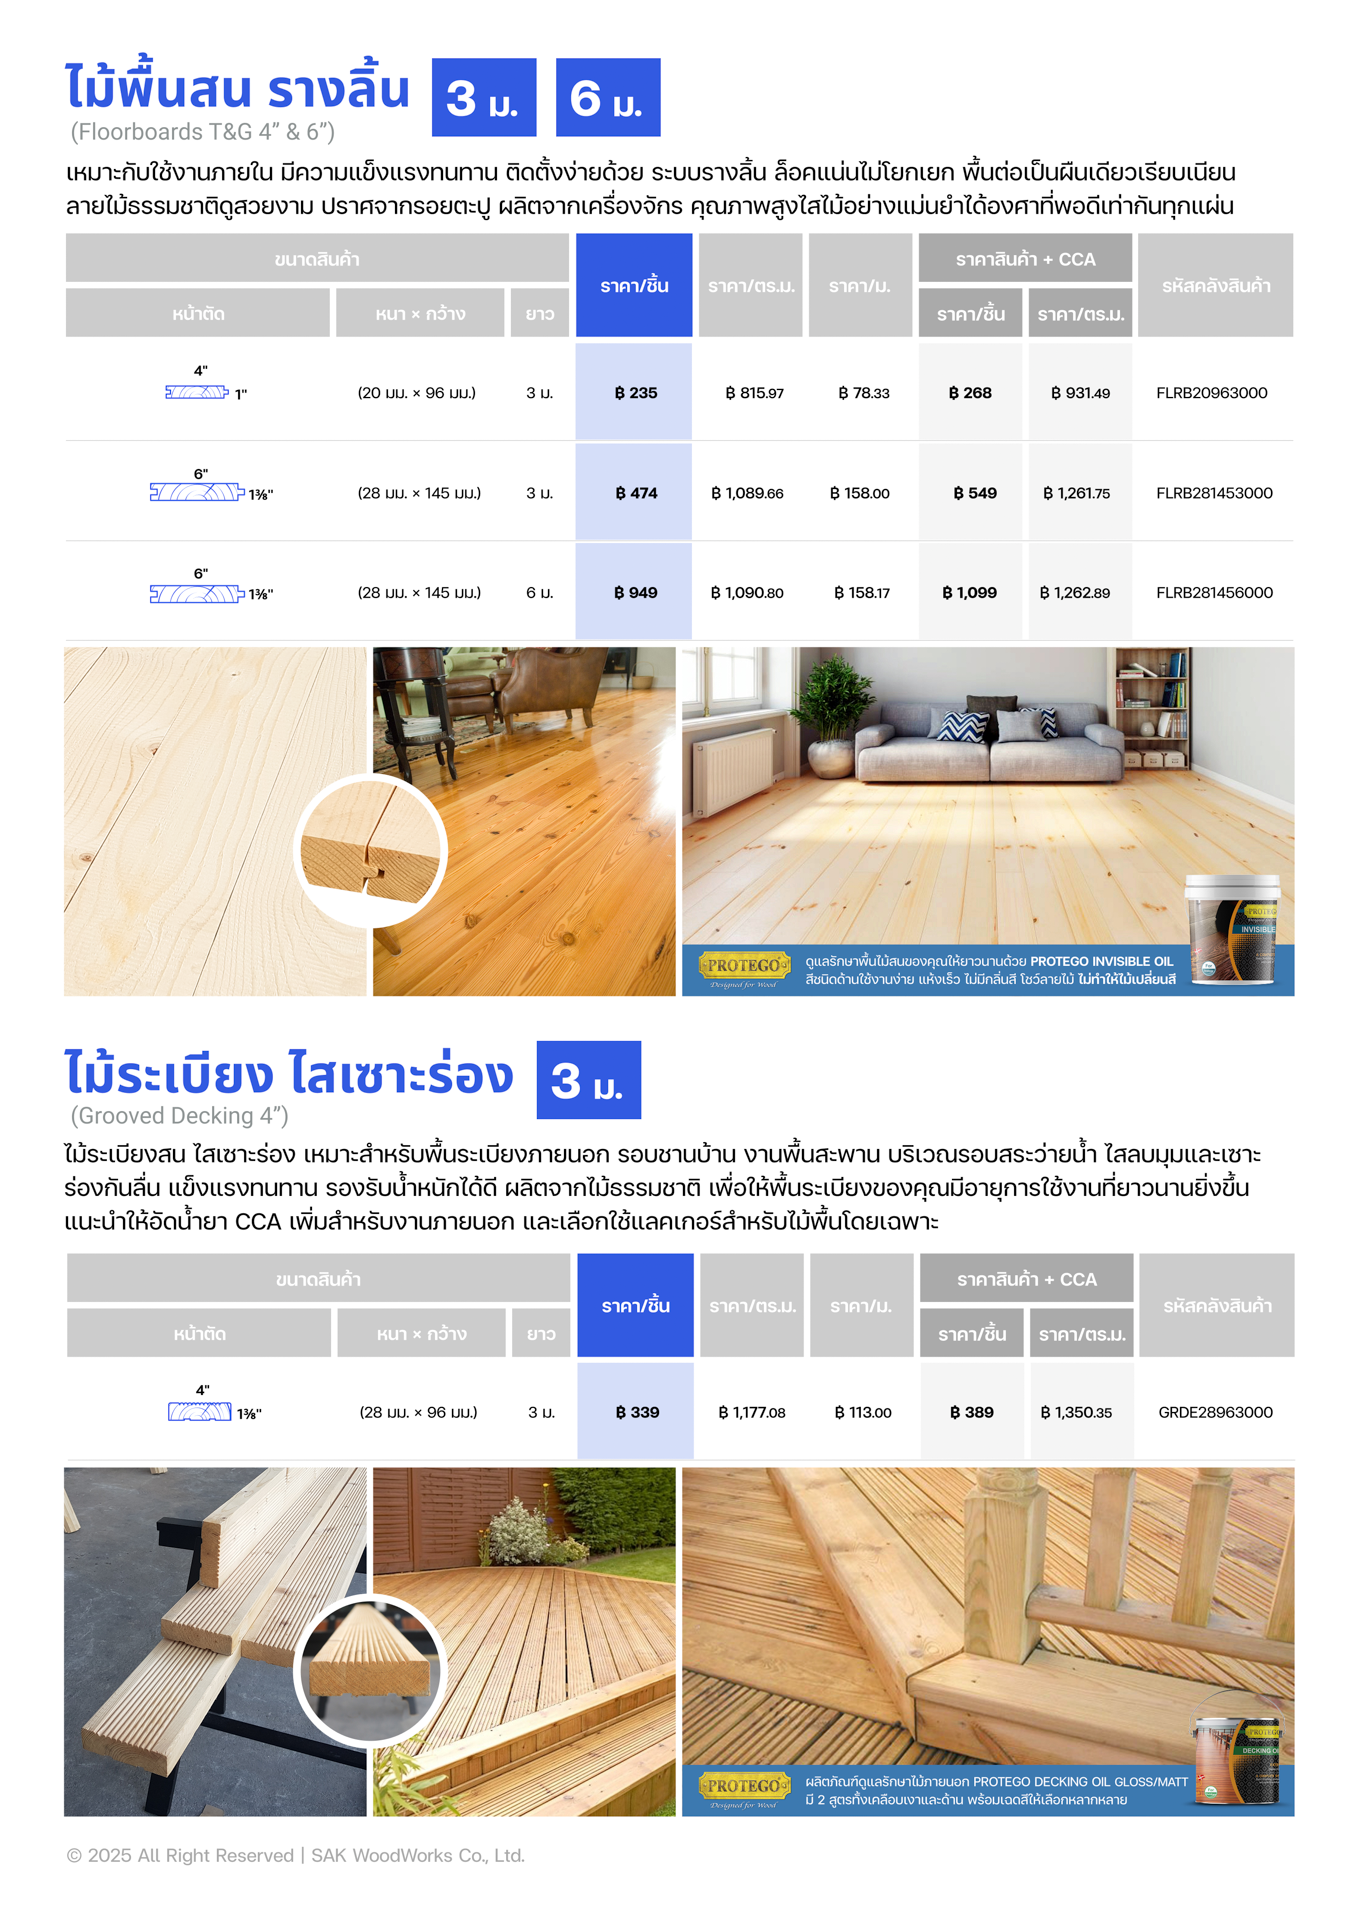 ไม้พื้นสน รางลิ้น 3 ม. 6 ม.
(Floorboards T&G 4” & 6”)
เหมาะกับใช้งานภายใน มีความแข็งแรงทนทาน ติดตั้งง่ายด้วย ระบบรางลิ้น ล็อคแน่นไม่โยกเยก พื้นต่อเป็นผืนเดียวเรียบเนียน
ลายไม้ธรรมชาติดูสวยงาม ปราศจากรอยตะปู ผลิตจากเครื่องจักร คุณภาพสูงไสไม้อย่างแม่นยำได้องศาที่พอดีเท่ากันทุกแผ่น
ขนาดสินค้า ราคา/ชิ้น ราคา/ตร.ม. ราคา/ม. ราคาสินค้า + CCA รหัสคลังสินค้า
หน้าตัด หนา × กว้าง ยาว ราคา/ชิ้น ราคา/ตร.ม.
4"
1" (20 มม. × 96 มม.) 3 ม. ฿ 235 ฿ 815.97 ฿ 78.33 ฿ 268 ฿ 931.49 FLRB20963000
6"
1⅜" (28 มม. × 145 มม.) 3 ม. ฿ 474 ฿ 1,089.66 ฿ 158.00 ฿ 549 ฿ 1,261.75 FLRB281453000
6"
1⅜" (28 มม. × 145 มม.) 6 ม. ฿ 949 ฿ 1,090.80 ฿ 158.17 ฿ 1,099 ฿ 1,262.89 FLRB281456000
PROTEGO
Designed for Wood
ดูแลรักษาพื้นไม้สนของคุณให้ยาวนานด้วย PROTEGO INVISIBLE OIL
สีชนิดด้านใช้งานง่าย แห้งเร็ว ไม่มีกลิ่นสี โชว์ลายไม้ ไม่ทำให้ไม้เปลี่ยนสี
PROTEGO
INVISIBLE
ไม้ระเบียง ไสเซาะร่อง 3 ม.
(Grooved Decking 4”)
ไม้ระเบียงสน ไสเซาะร่อง เหมาะสำหรับพื้นระเบียงภายนอก รอบชานบ้าน งานพื้นสะพาน บริเวณรอบสระว่ายน้ำ ไสลบมุมและเซาะ
ร่องกันลื่น แข็งแรงทนทาน รองรับน้ำหนักได้ดี ผลิตจากไม้ธรรมชาติ เพื่อให้พื้นระเบียงของคุณมีอายุการใช้งานที่ยาวนานยิ่งขึ้น
แนะนำให้อัดน้ำยา CCA เพิ่มสำหรับงานภายนอก และเลือกใช้แลคเกอร์สำหรับไม้พื้นโดยเฉพาะ
ขนาดสินค้า ราคา/ชิ้น ราคา/ตร.ม. ราคา/ม. ราคาสินค้า + CCA รหัสคลังสินค้า
หน้าตัด หนา × กว้าง ยาว ราคา/ชิ้น ราคา/ตร.ม.
4"
1⅜" (28 มม. × 96 มม.) 3 ม. ฿ 339 ฿ 1,177.08 ฿ 113.00 ฿ 389 ฿ 1,350.35 GRDE28963000
PROTEGO
Designed for Wood
ผลิตภัณฑ์ดูแลรักษาไม้ภายนอก PROTEGO DECKING OIL GLOSS/MATT
มี 2 สูตรทั้งเคลือบเงาและด้าน พร้อมเฉดสีให้เลือกหลากหลาย
PROTEGO
DECKING
© 2025 All Right Reserved | SAK WoodWorks Co., Ltd.